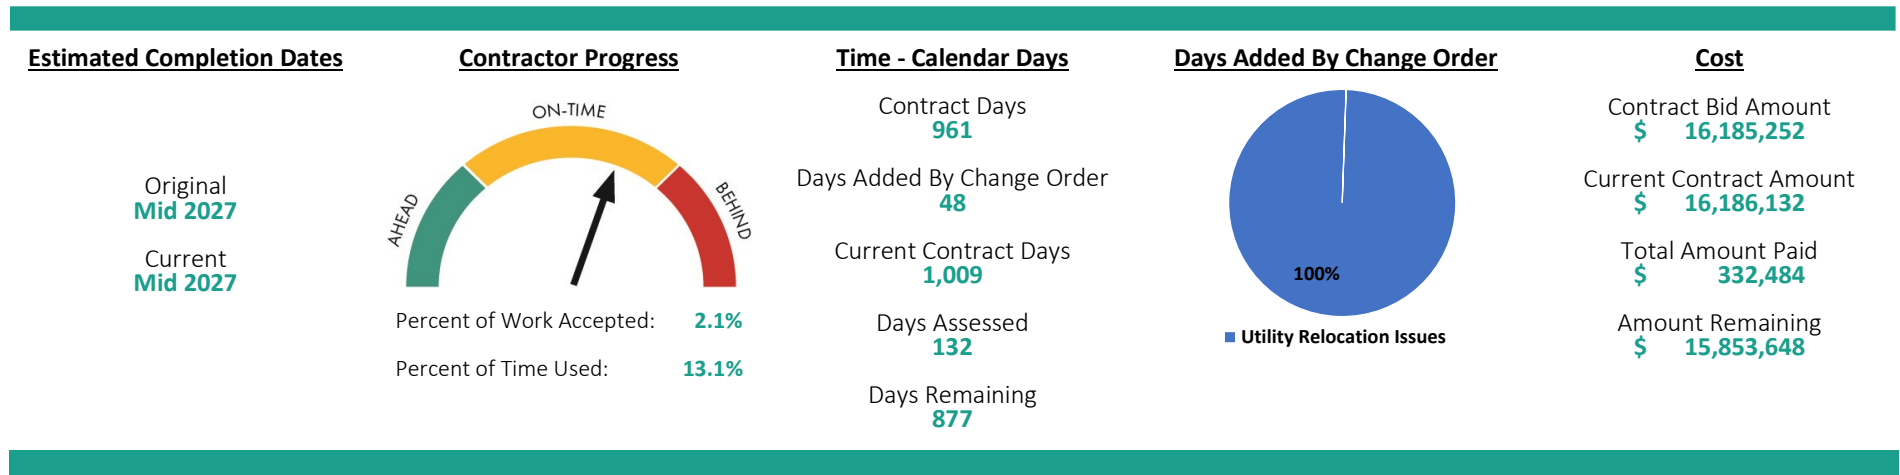 Estimated Completion Dates
Original
Mid 2027
Current
Mid 2027
Contractor Progress
ON-TIME
AHEAD
BEHIND
Percent of Work Accepted: 2.1%
Percent of Time Used: 13.1%
Time - Calendar Days
Contract Days
961
Days Added By Change Order
48
Current Contract Days
1,009
Days Assessed
132
Days Remaining
877
Days Added By Change Order
100%
Utility Relocation Issues
Cost
Contract Bid Amount
$ 16,185,252
Current Contract Amount
$ 16,186,132
Total Amount Paid
$ 332,484
Amount Remaining
$ 15,853,648